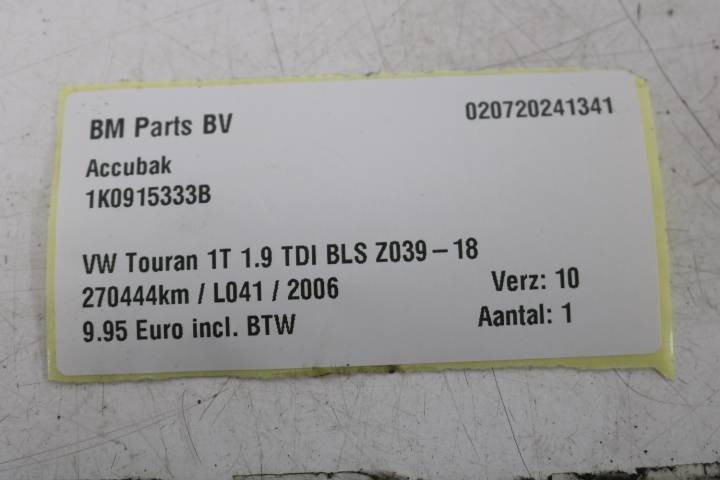 BM Parts BV
020720241341
Accubak
1K0915333B
VW Touran 1T 1.9 TDI BLS Z039-18
270444km / L041 / 2006
Verz: 10
9.95 Euro incl. BTW
Aantal: 1